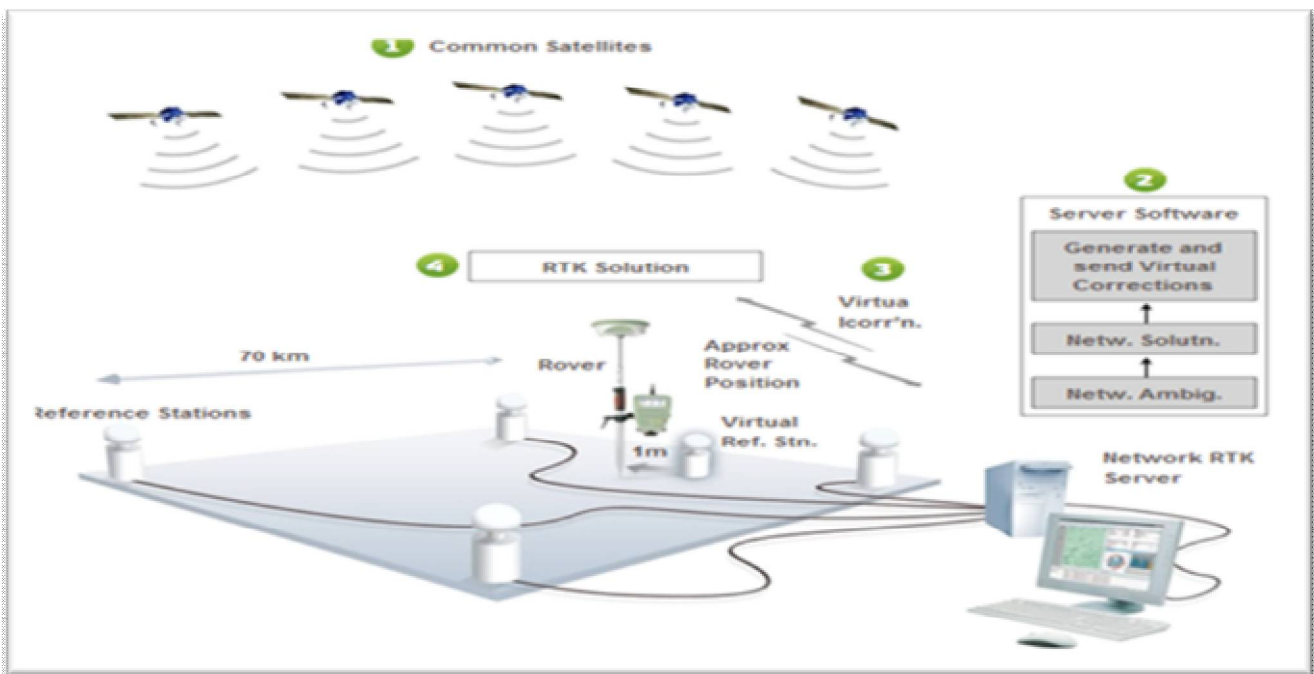 1 Common Satellites
2
Server Software
Generate and
send Virtual
Corrections
Netw. Solutn.
Netw. Ambig.
4 RTK Solution
3
Virtua
lcorr'n.
70 km
Rover
Approx
Rover
Position
Reference Stations
Virtual
Ref. Stn.
1m
Network RTK
Server